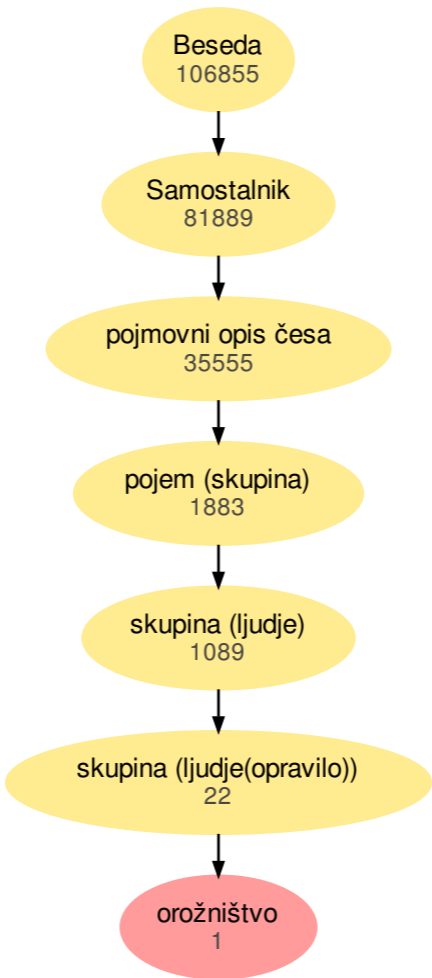 Beseda
106855
Samostalnik
81889
pojmovni opis česa
35555
pojem (skupina)
1883
skupina (ljudje)
1089
skupina (ljudje(opravilo))
22
orožništvo
1